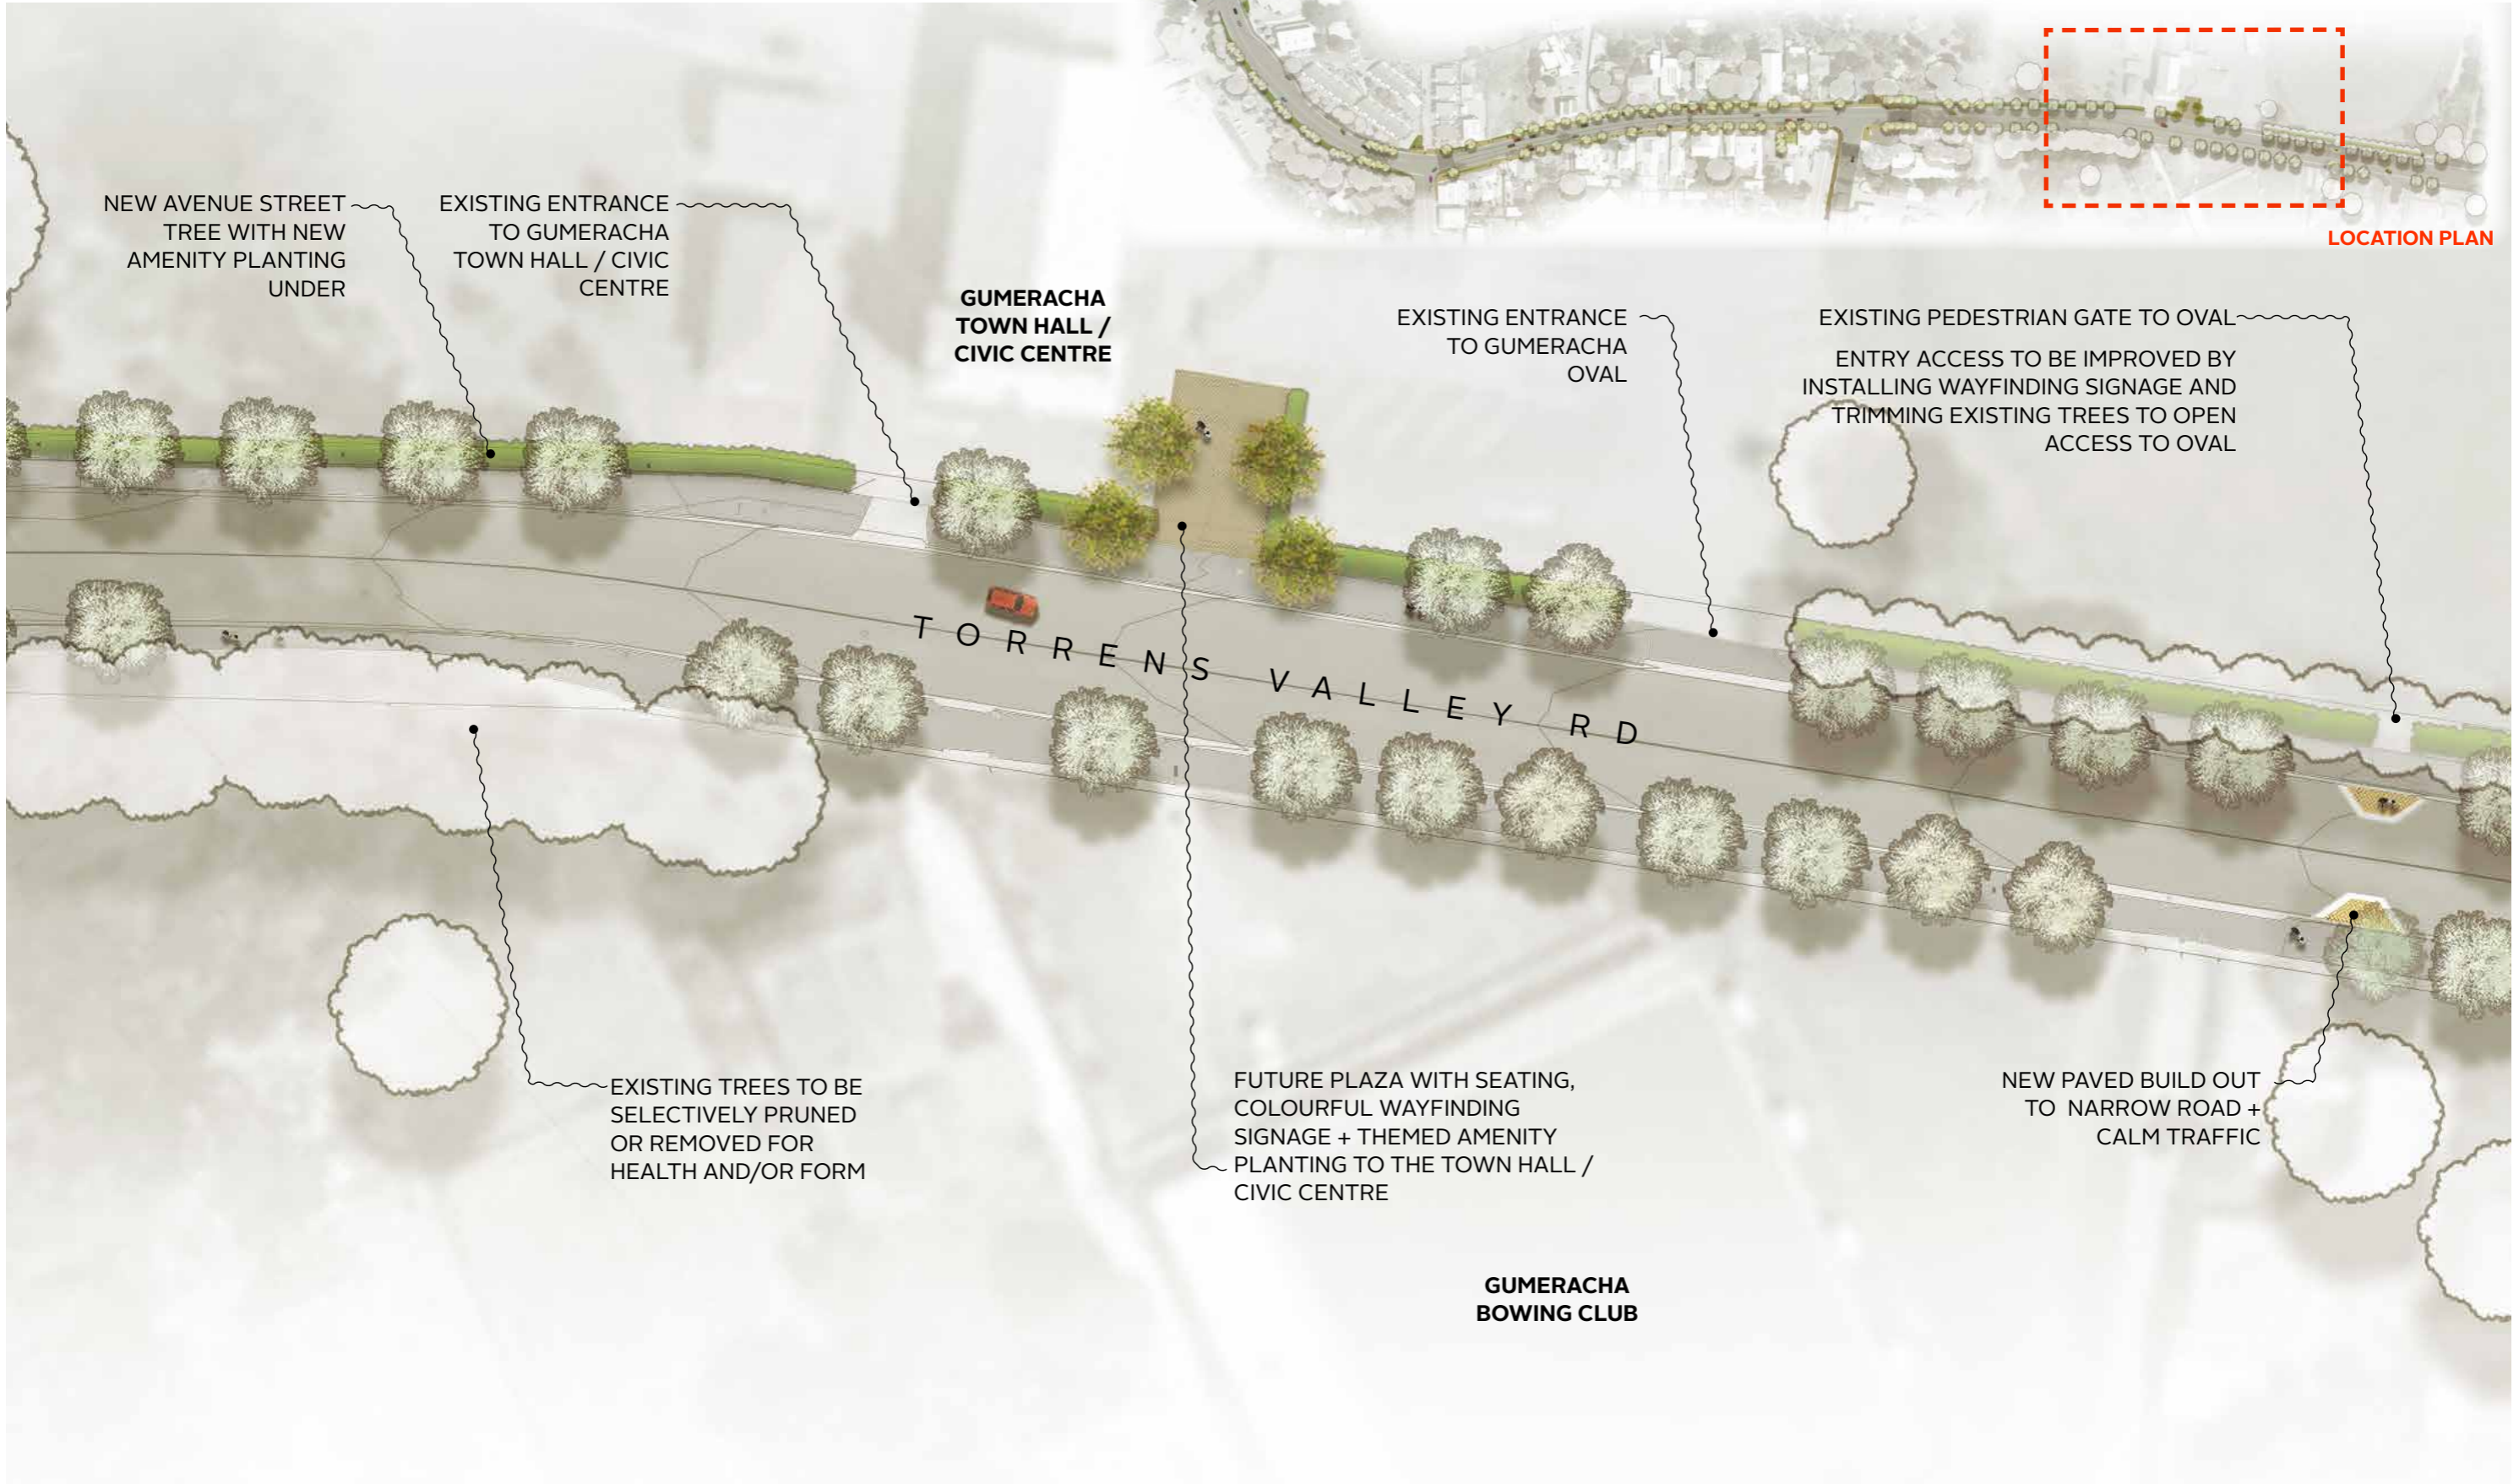 LOCATION PLAN
NEW AVENUE STREET
TREE WITH NEW
AMENITY PLANTING
UNDER
EXISTING ENTRANCE
TO GUMERACHA
TOWN HALL / CIVIC
CENTRE
GUMERACHA
TOWN HALL /
CIVIC CENTRE
EXISTING ENTRANCE
TO GUMERACHA
OVAL
EXISTING PEDESTRIAN GATE TO OVAL
ENTRY ACCESS TO BE IMPROVED BY
INSTALLING WAYFINDING SIGNAGE AND
TRIMMING EXISTING TREES TO OPEN
ACCESS TO OVAL
TORRENS VALLEY RD
EXISTING TREES TO BE
SELECTIVELY PRUNED
OR REMOVED FOR
HEALTH AND/OR FORM
FUTURE PLAZA WITH SEATING,
COLOURFUL WAYFINDING
SIGNAGE + THEMED AMENITY
PLANTING TO THE TOWN HALL /
CIVIC CENTRE
NEW PAVED BUILD OUT
TO NARROW ROAD +
CALM TRAFFIC
GUMERACHA
BOWING CLUB